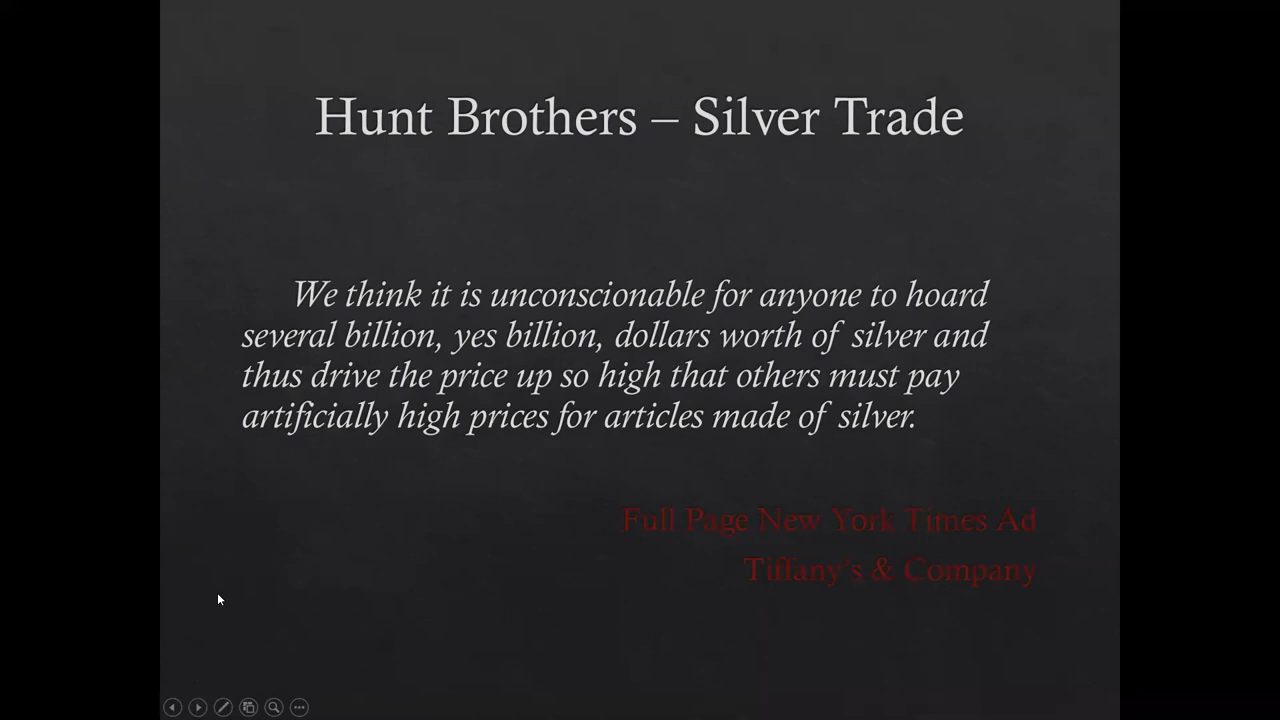 Hunt Brothers – Silver Trade
We think it is unconscionable for anyone to hoard
several billion, yes billion, dollars worth of silver and
thus drive the price up so high that others must pay
artificially high prices for articles made of silver.
Full Page New York Times Ad
Tiffany's & Company